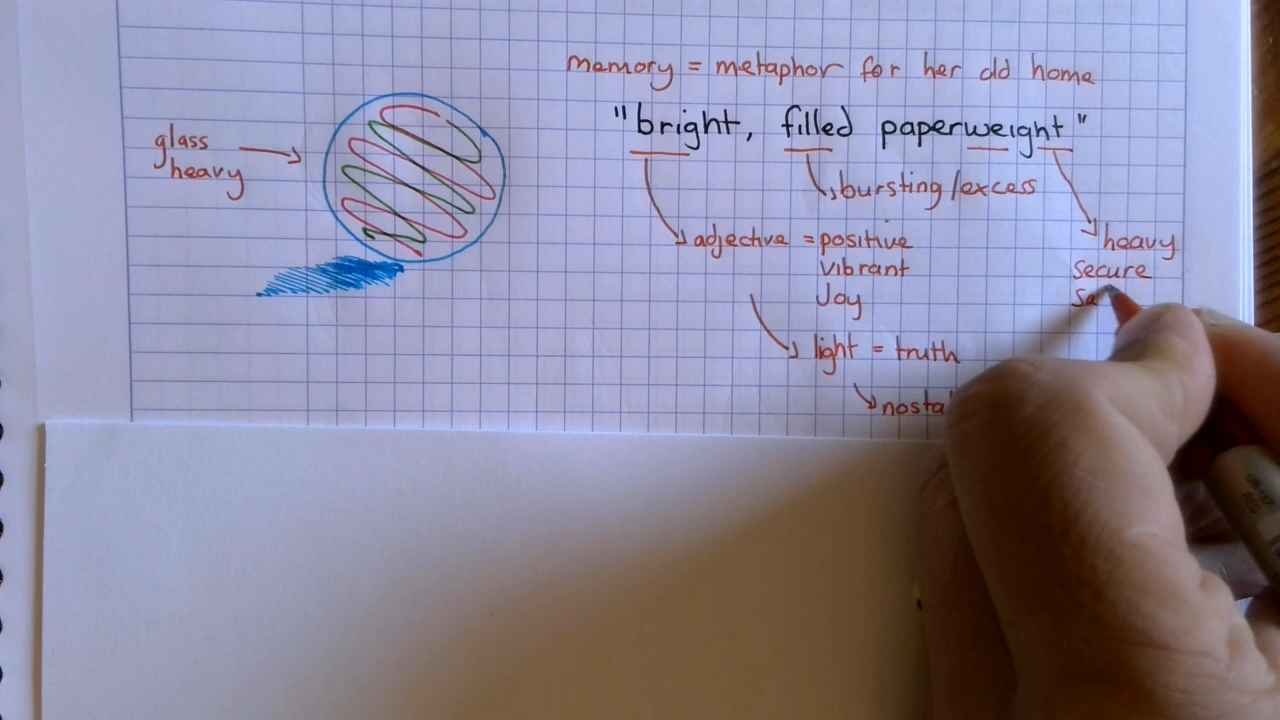 memory = metaphor for her old home
"bright, filled paperweight"
glass
heavy
bursting/excess
adjective = positive
vibrant
Joy
heavy
secure
light = truth